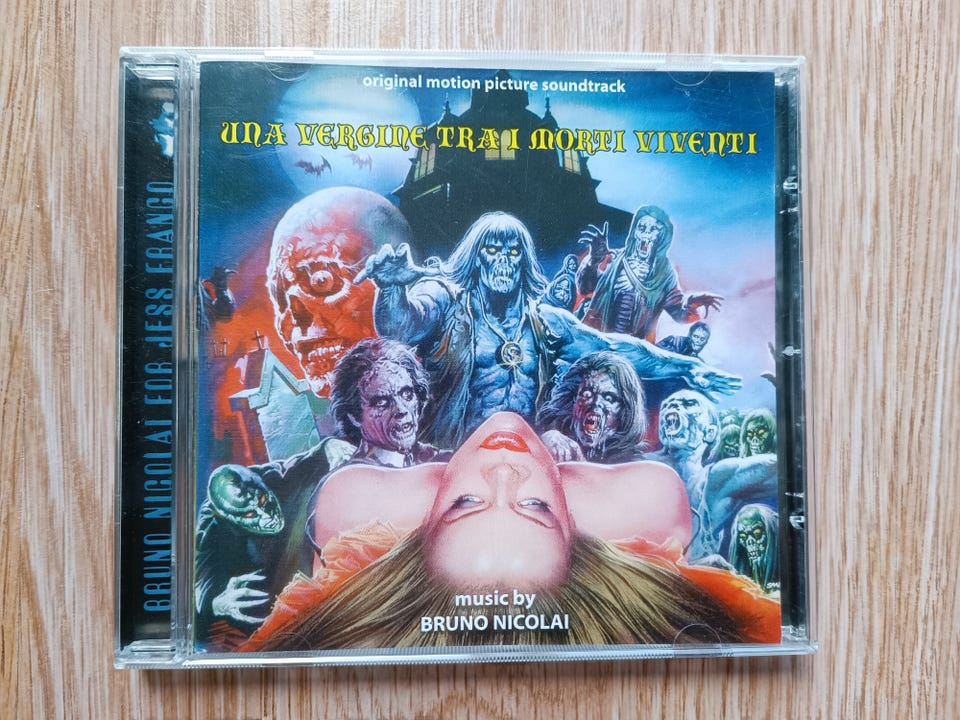 original motion picture soundtrack
UNA VERGINE TRA I MORTI VIVENTI
BRUNO NICOLAI FOR JESS FRANCO
music by
BRUNO NICOLAI